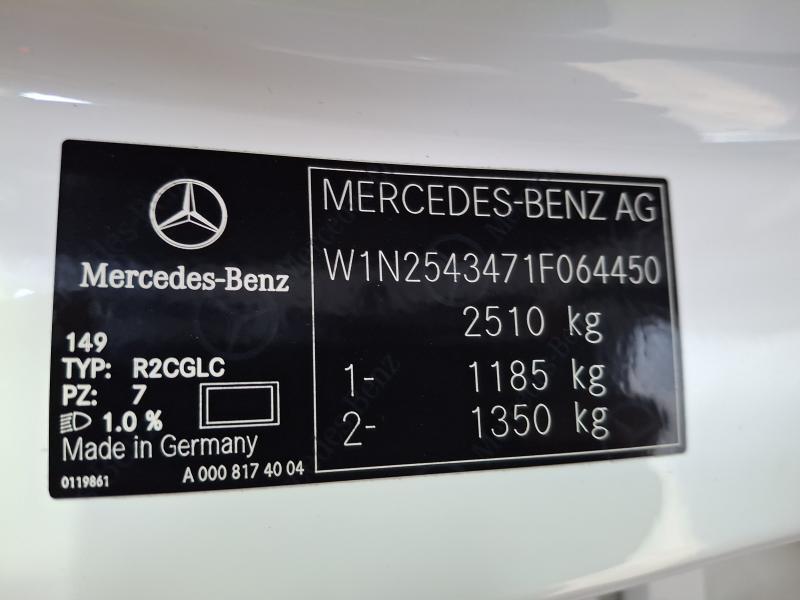 Mercedes-Benz
149
TYP: R2CGLC
PZ: 7
1.0 %
Made in Germany
0119861
A 000 817 40 04
MERCEDES-BENZ AG
W1N2543471F064450
2510 kg
1- 1185 kg
2- 1350 kg